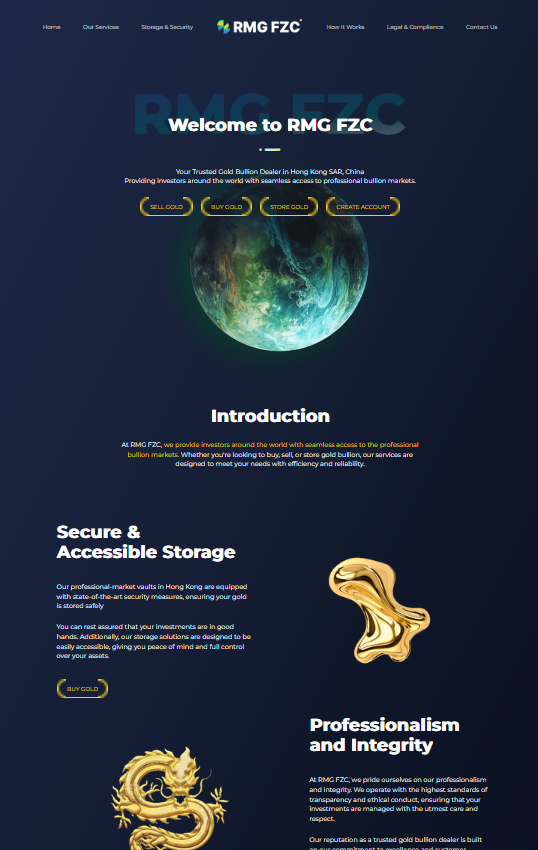 Home
Our Services
Storage & Security
RMG FZC
How It Works
Legal & Compliance
Contact Us
RMG FZC
Welcome to RMG FZC
Your Trusted Gold Bullion Dealer in Hong Kong SAR, China
Providing investors around the world with seamless access to professional bullion markets.
SELL GOLD
BUY GOLD
STORE GOLD
CREATE ACCOUNT
Introduction
At RMG FZC, we provide investors around the world with seamless access to the professional
bullion markets. Whether you're looking to buy, sell, or store gold bullion, our services are
designed to meet your needs with efficiency and reliability.
Secure &
Accessible Storage
Our professional-market vaults in Hong Kong are equipped
with state-of-the-art security measures, ensuring your gold
is stored safely
You can rest assured that your investments are in good
hands. Additionally, our storage solutions are designed to be
easily accessible, giving you peace of mind and full control
over your assets.
BUY GOLD
Professionalism
and Integrity
At RMG FZC, we pride ourselves on our professionalism
and integrity. We operate with the highest standards of
transparency and ethical conduct, ensuring that your
investments are managed with the utmost care and
respect.
Our reputation as a trusted gold bullion dealer is built
on our commitment to excellence and customer